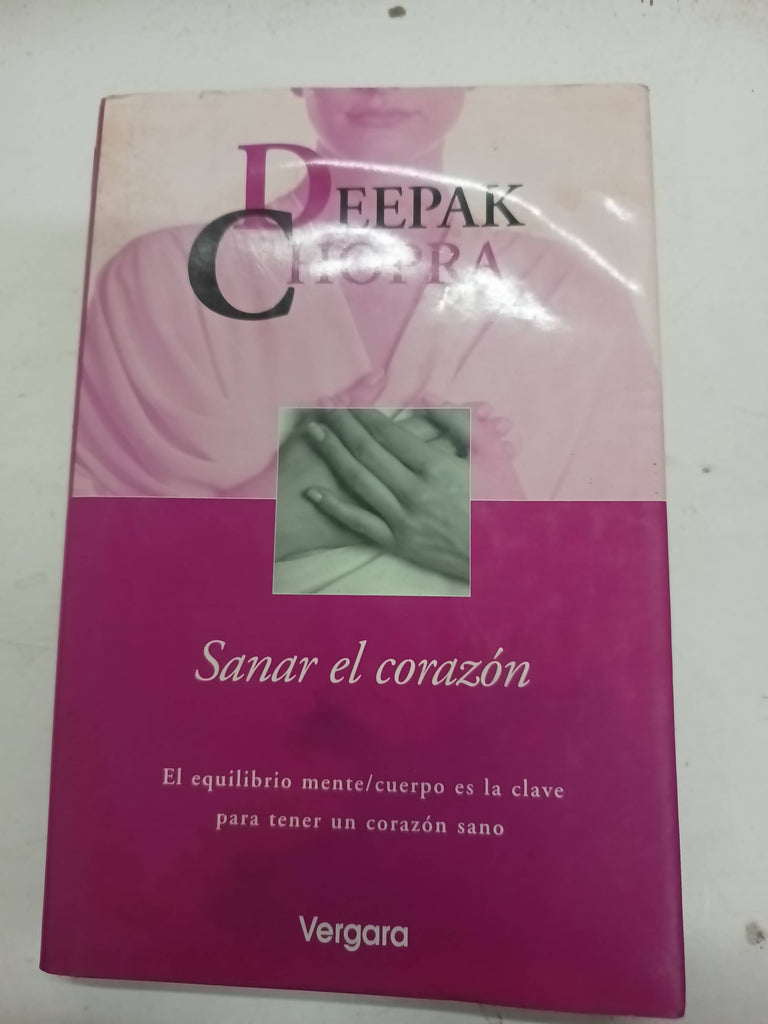 DEEPAK
CHOPRA
Sanar el corazón
El equilibrio mente/cuerpo es la clave
para tener un corazón sano
Vergara